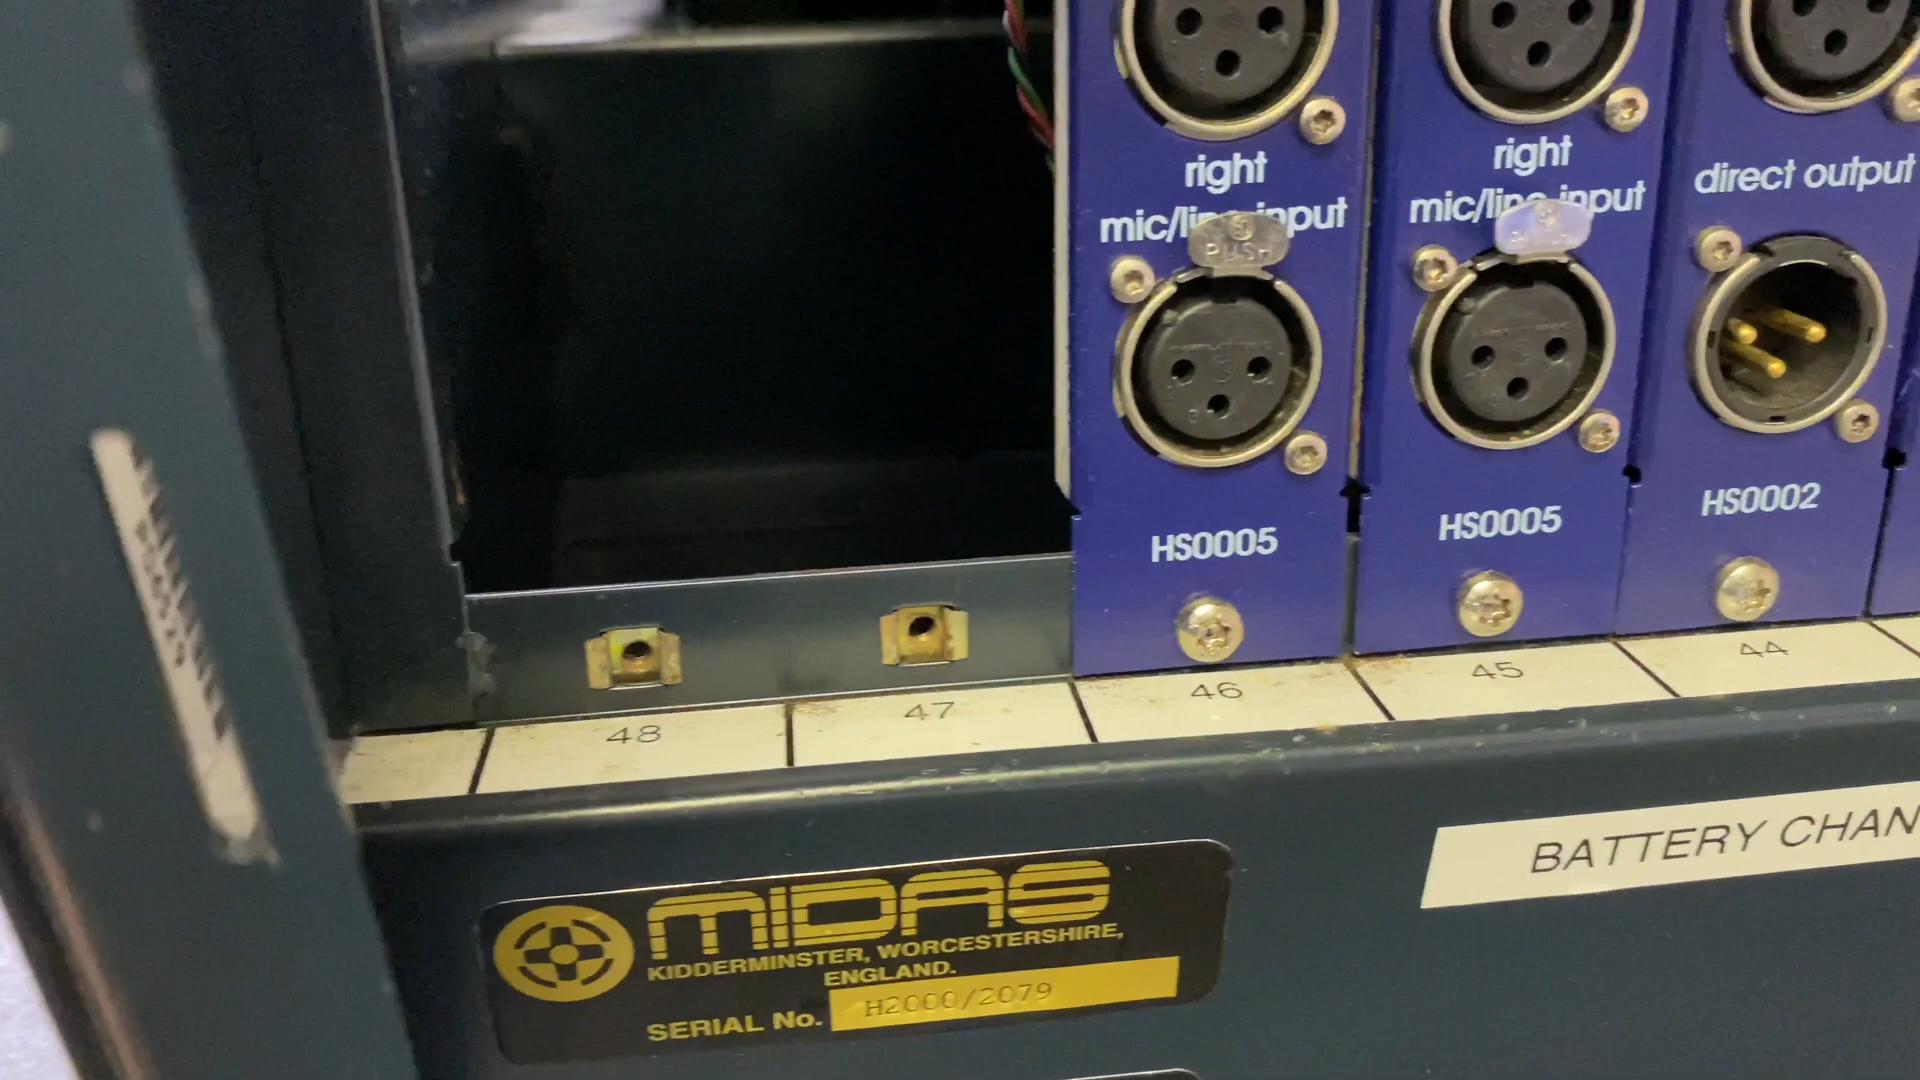 right
mic/line input
PUSH
HS0005
right
mic/line input
HS0005
direct output
HS0002
48
47
46
45
44
BATTERY CHAN
MIDAS
KIDDERMINSTER, WORCESTERSHIRE,
ENGLAND.
SERIAL No. H2000/2079